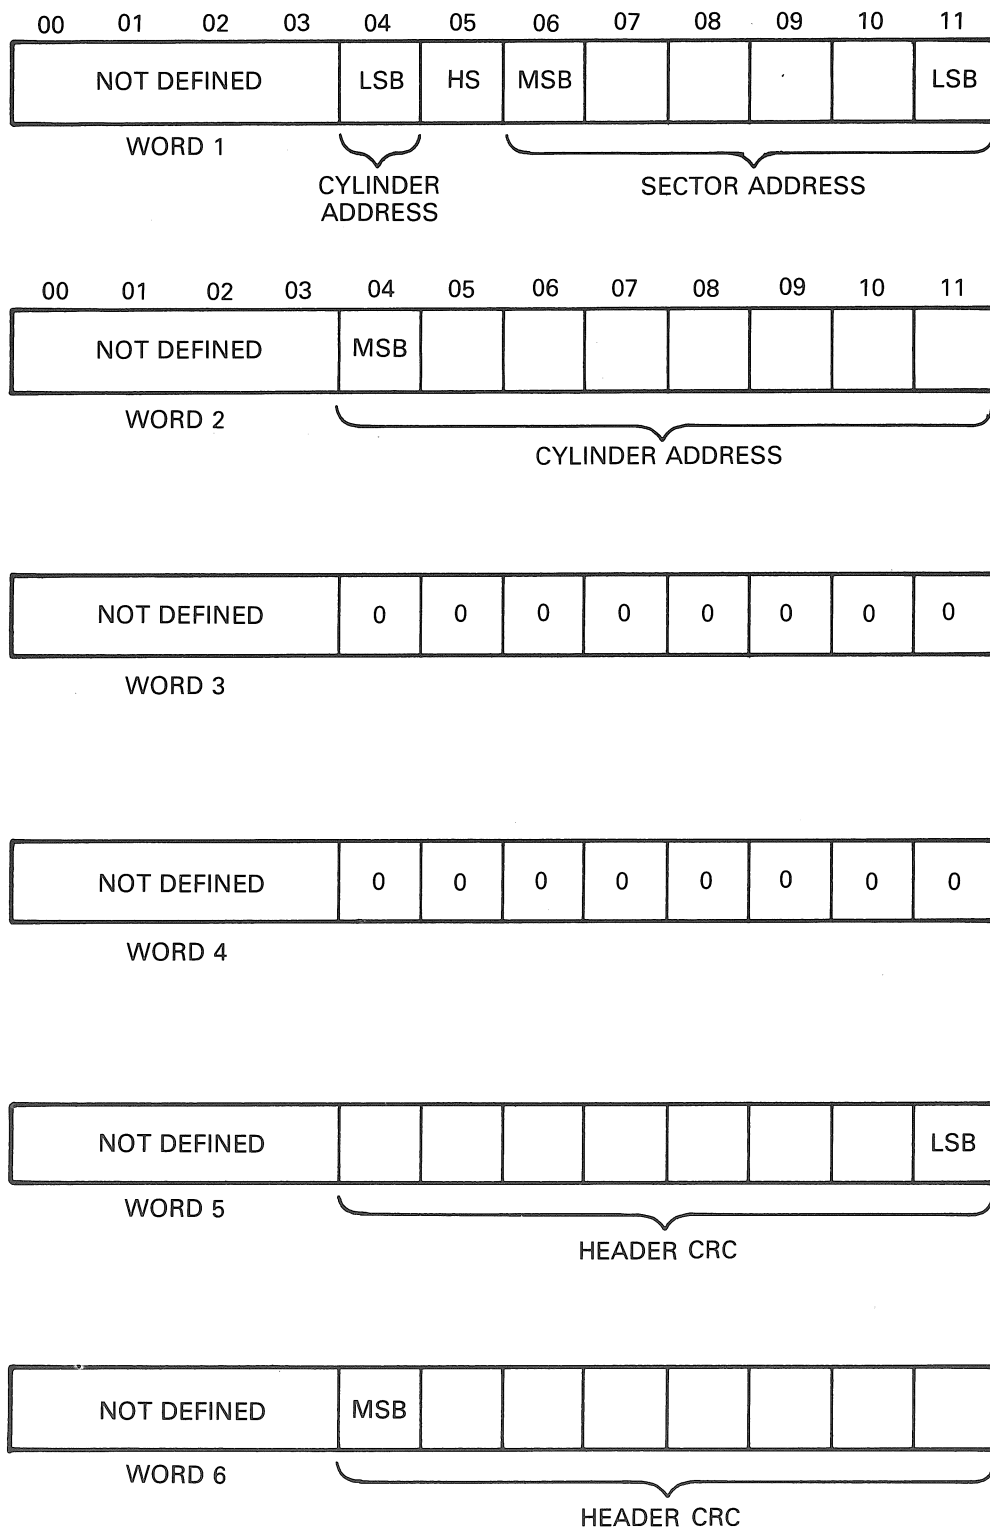 00 01 02 03 04 05 06 07 08 09 10 11
NOT DEFINED LSB HS MSB LSB
WORD 1
CYLINDER ADDRESS
SECTOR ADDRESS
00 01 02 03 04 05 06 07 08 09 10 11
NOT DEFINED MSB
WORD 2
CYLINDER ADDRESS
NOT DEFINED 0 0 0 0 0 0 0 0
WORD 3
NOT DEFINED 0 0 0 0 0 0 0 0
WORD 4
NOT DEFINED LSB
WORD 5
HEADER CRC
NOT DEFINED MSB
WORD 6
HEADER CRC